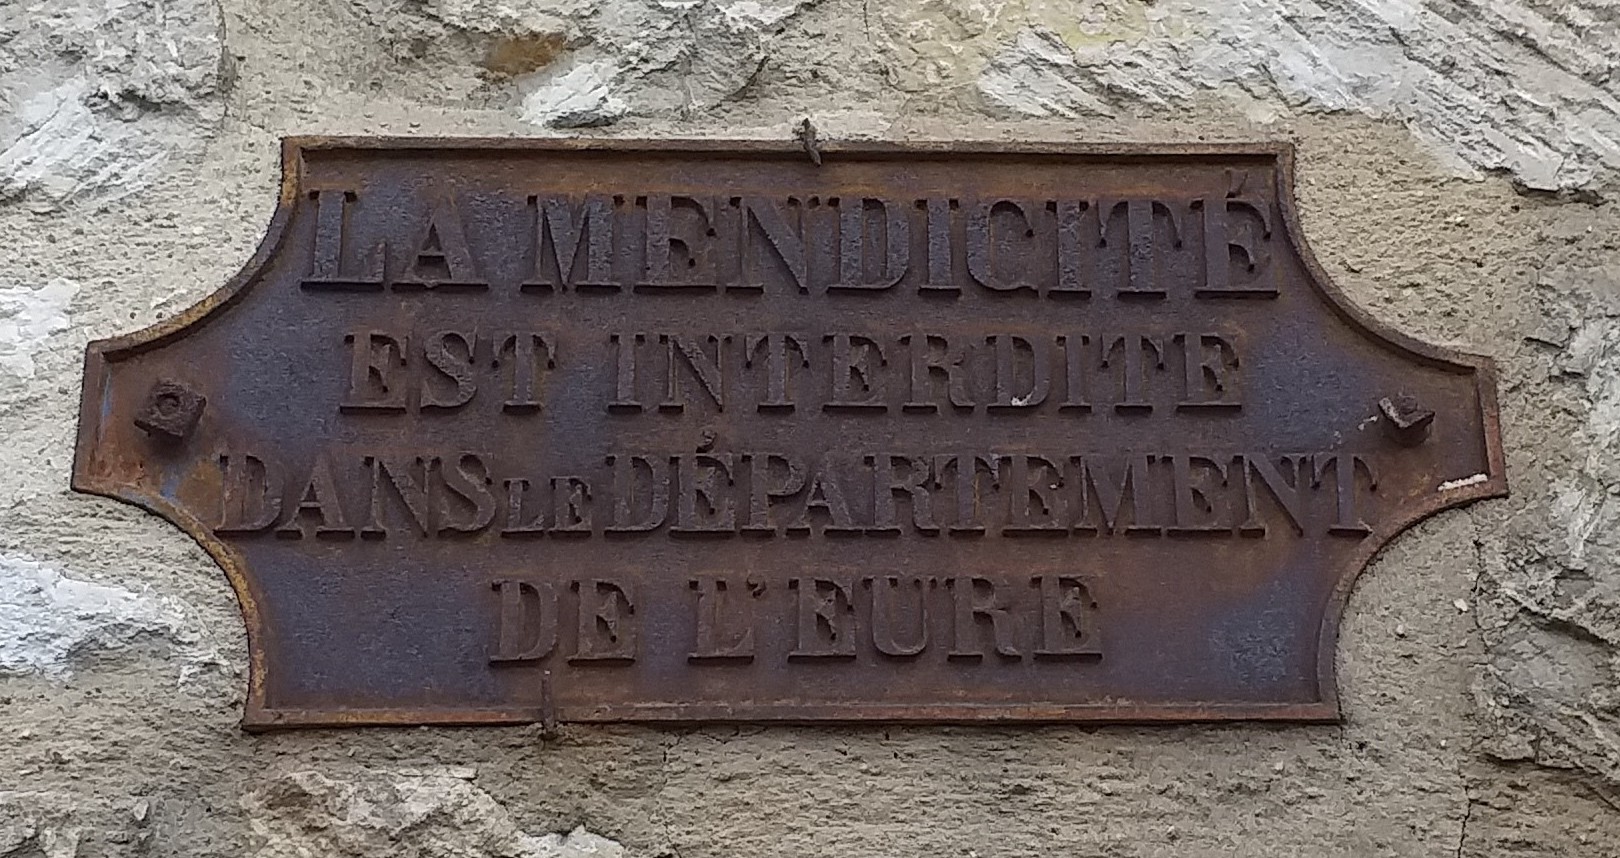 LA MENDICITÉ
EST INTERDITE
DANS LE DÉPARTEMENT
DE L'EURE